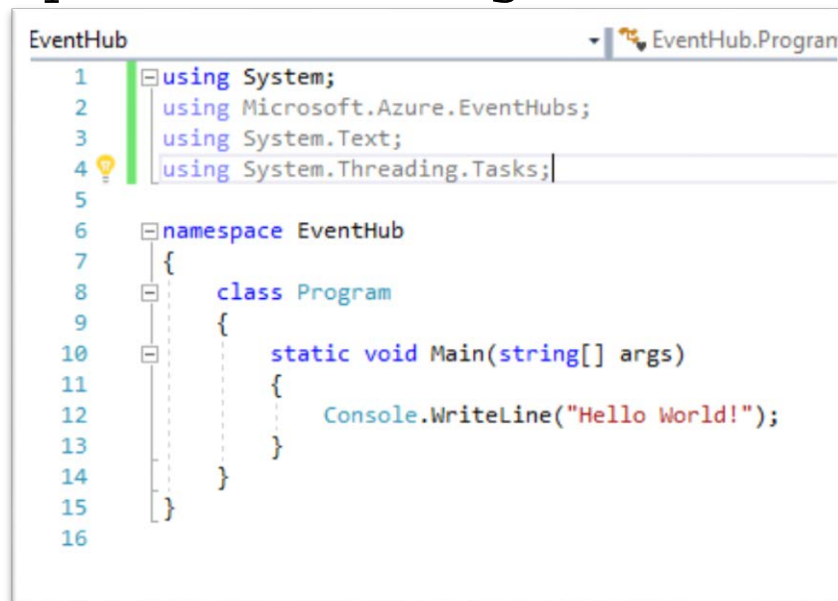 EventHub EventHub.Program
1 using System;
2 using Microsoft.Azure.EventHubs;
3 using System.Text;
4 using System.Threading.Tasks;
5
6 namespace EventHub
7 {
8 class Program
9 {
10 static void Main(string[] args)
11 {
12 Console.WriteLine("Hello World!");
13 }
14 }
15 }
16